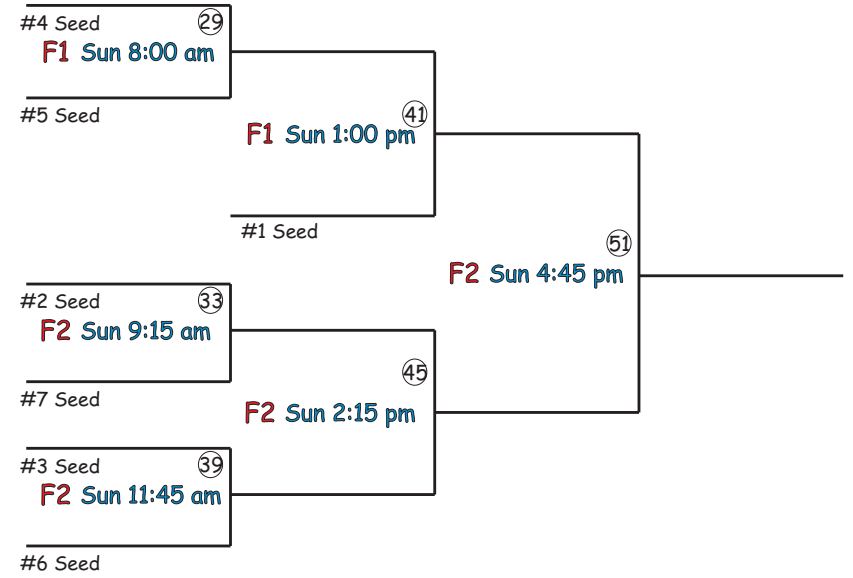 #4 Seed 29
F1 Sun 8:00 am
#5 Seed
41
F1 Sun 1:00 pm
#1 Seed
51
F2 Sun 4:45 pm
#2 Seed 33
F2 Sun 9:15 am
45
#7 Seed
F2 Sun 2:15 pm
#3 Seed 39
F2 Sun 11:45 am
#6 Seed